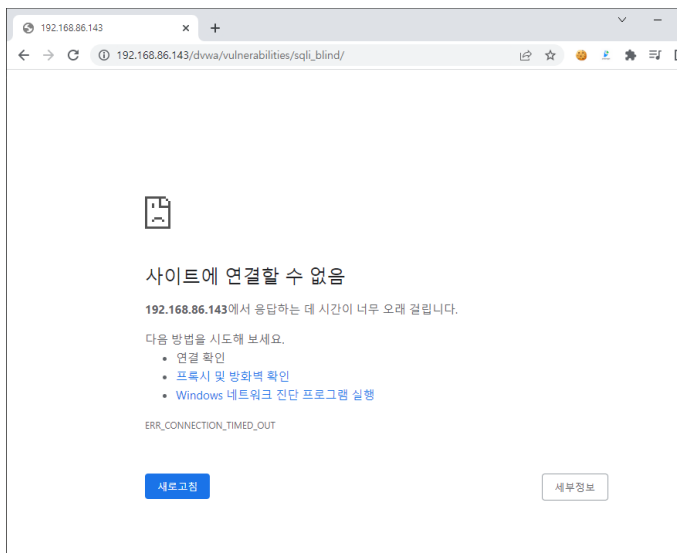 192.168.86.143
192.168.86.143/dvwa/vulnerabilities/sqli_blind/
사이트에 연결할 수 없음
192.168.86.143에서 응답하는 데 시간이 너무 오래 걸립니다.
다음 방법을 시도해 보세요.
연결 확인
프록시 및 방화벽 확인
Windows 네트워크 진단 프로그램 실행
ERR_CONNECTION_TIMED_OUT
새로고침
세부정보